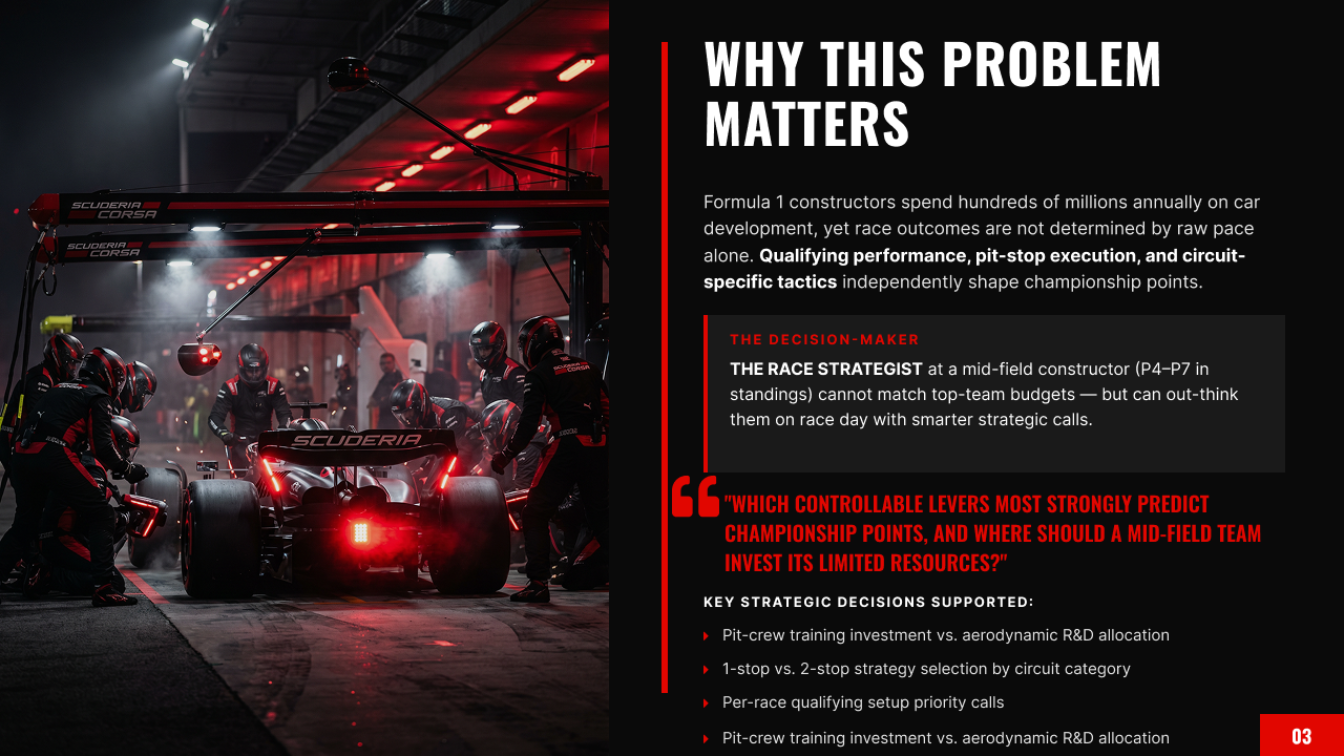 SCUDERIA
CORSA
SCUDERIA
CORSA
SCUDERIA
WHY THIS PROBLEM
MATTERS
Formula 1 constructors spend hundreds of millions annually on car
development, yet race outcomes are not determined by raw pace
alone. Qualifying performance, pit-stop execution, and circuit-
specific tactics independently shape championship points.
THE DECISION-MAKER
THE RACE STRATEGIST at a mid-field constructor (P4–P7 in
standings) cannot match top-team budgets — but can out-think
them on race day with smarter strategic calls.
"WHICH CONTROLLABLE LEVERS MOST STRONGLY PREDICT
CHAMPIONSHIP POINTS, AND WHERE SHOULD A MID-FIELD TEAM
INVEST ITS LIMITED RESOURCES?"
KEY STRATEGIC DECISIONS SUPPORTED:
Pit-crew training investment vs. aerodynamic R&D allocation
1-stop vs. 2-stop strategy selection by circuit category
Per-race qualifying setup priority calls
Pit-crew training investment vs. aerodynamic R&D allocation
03